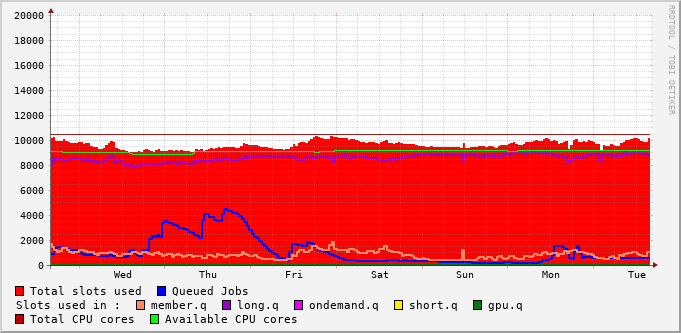 20000
18000
16000
14000
12000
10000
8000
6000
4000
2000
0
Wed Thu Fri Sat Sun Mon Tue
RRDTOOL / TOBI OETIKER
Total slots used Queued Jobs
Slots used in : member.q long.q ondemand.q short.q gpu.q
Total CPU cores Available CPU cores